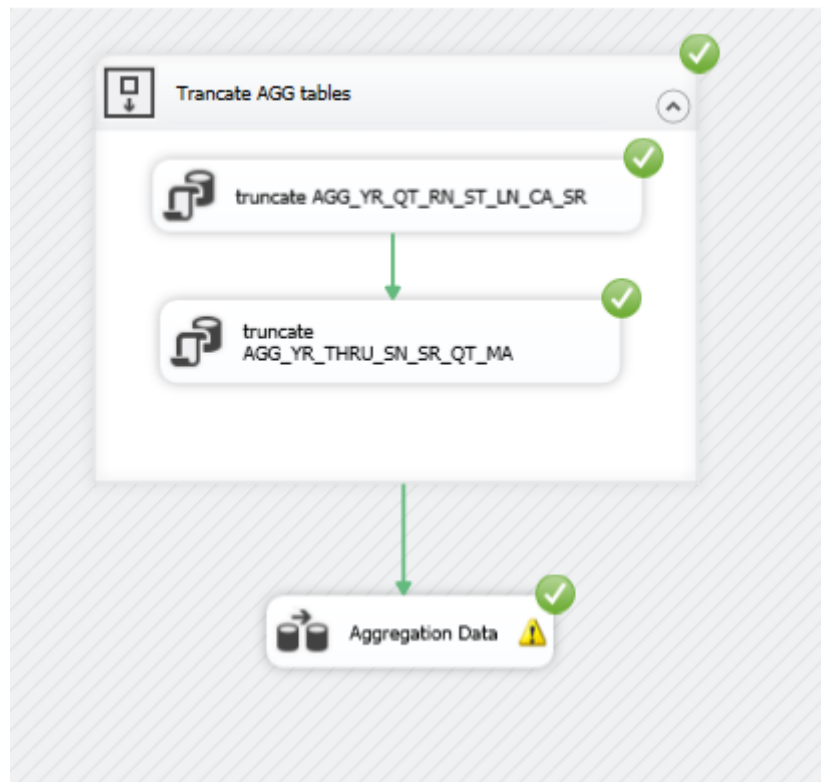 Trancate AGG tables
truncate AGG_YR_QT_RN_ST_LN_CA_SR
truncate
AGG_YR_THRU_SN_SR_QT_MA
Aggregation Data